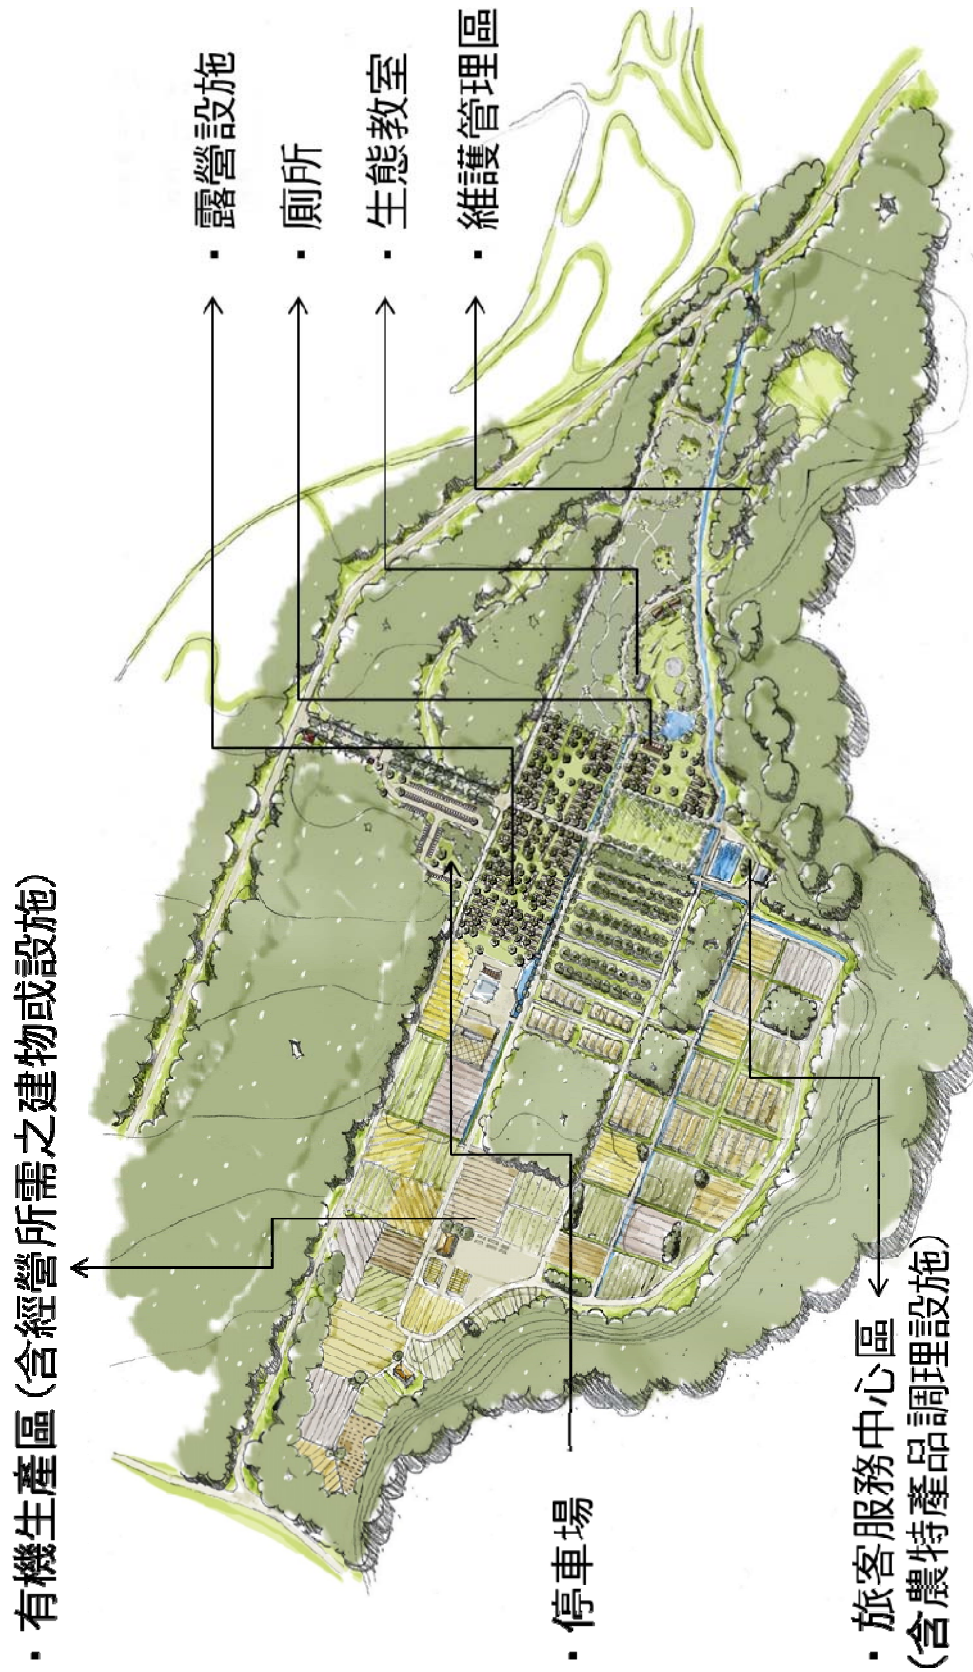 ・有機生產區(含經營所需之建物或設施)
・露營設施
・廁所
・生態教室
・維護管理區
・停車場
・旅客服務中心區
(含農特產品調理設施)